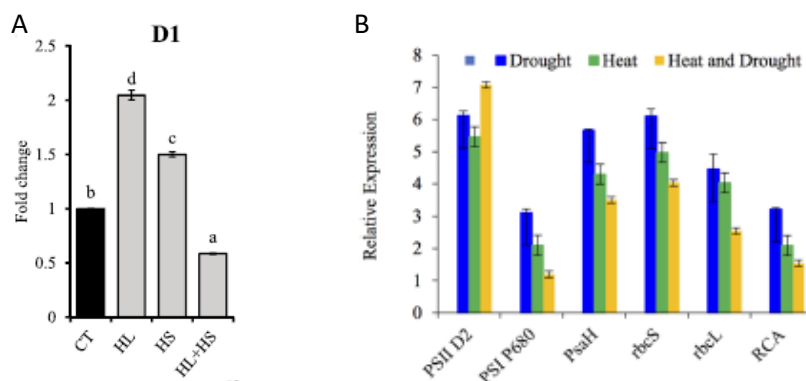 A
D1
Fold change
2.5
2
1.5
1
0.5
0
b
d
c
a
CT
HL
HS
HL+HS
B
Drought
Heat
Heat and Drought
Relative Expression
8
7
6
5
4
3
2
1
0
PSII D2
PSI P680
PsaH
rbcS
rbcL
RCA